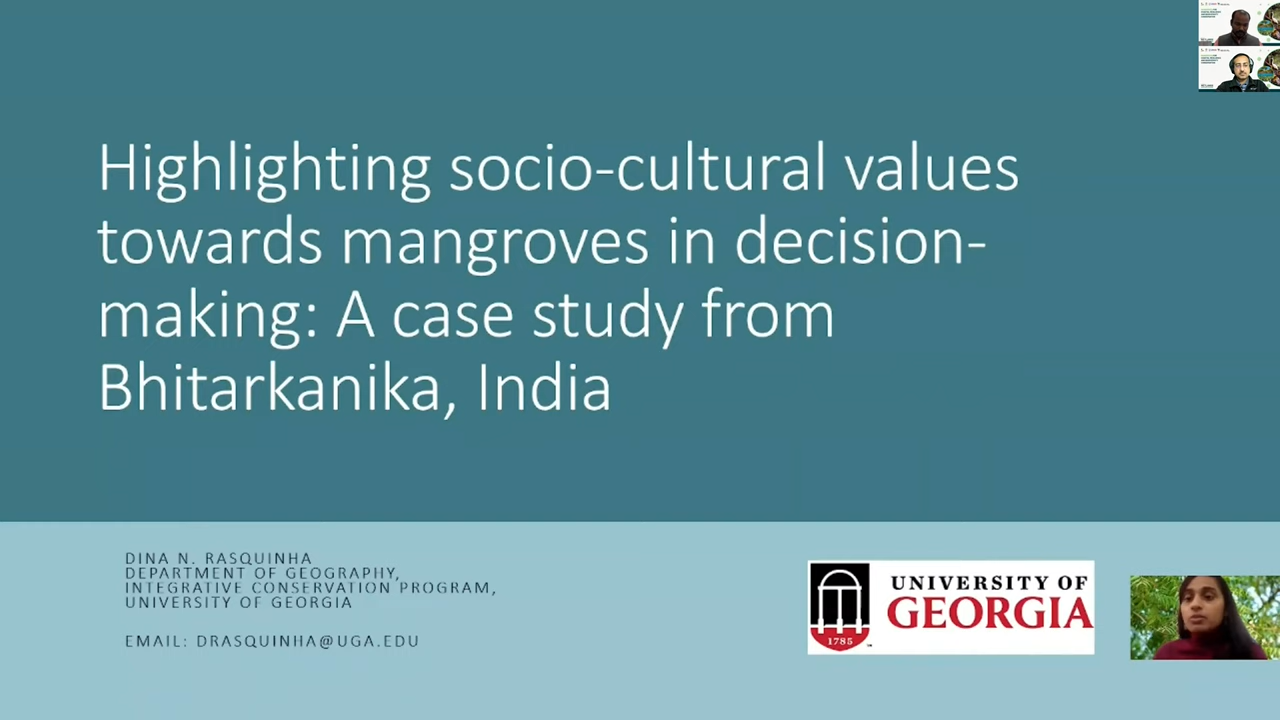 Highlighting socio-cultural values
towards mangroves in decision-
making: A case study from
Bhitarkanika, India
DINA N. RASQUINHA
DEPARTMENT OF GEOGRAPHY,
INTEGRATIVE CONSERVATION PROGRAM,
UNIVERSITY OF GEORGIA
EMAIL: DRASQUINHA@UGA.EDU
UNIVERSITY OF
GEORGIA
1785